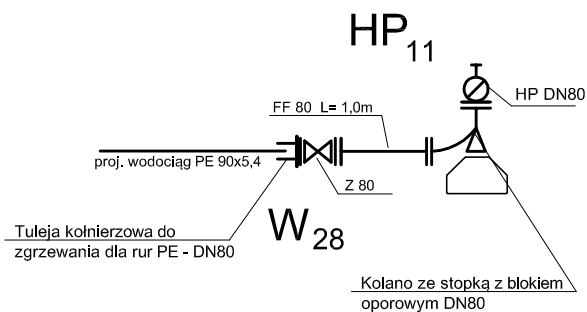 HP11
HP DN80
FF 80 L= 1,0m
proj. wodociąg PE 90x5,4
Z 80
W28
Tuleja kołnierzowa do
zgrzewania dla rur PE - DN80
Kolano ze stopką z blokiem
oporowym DN80